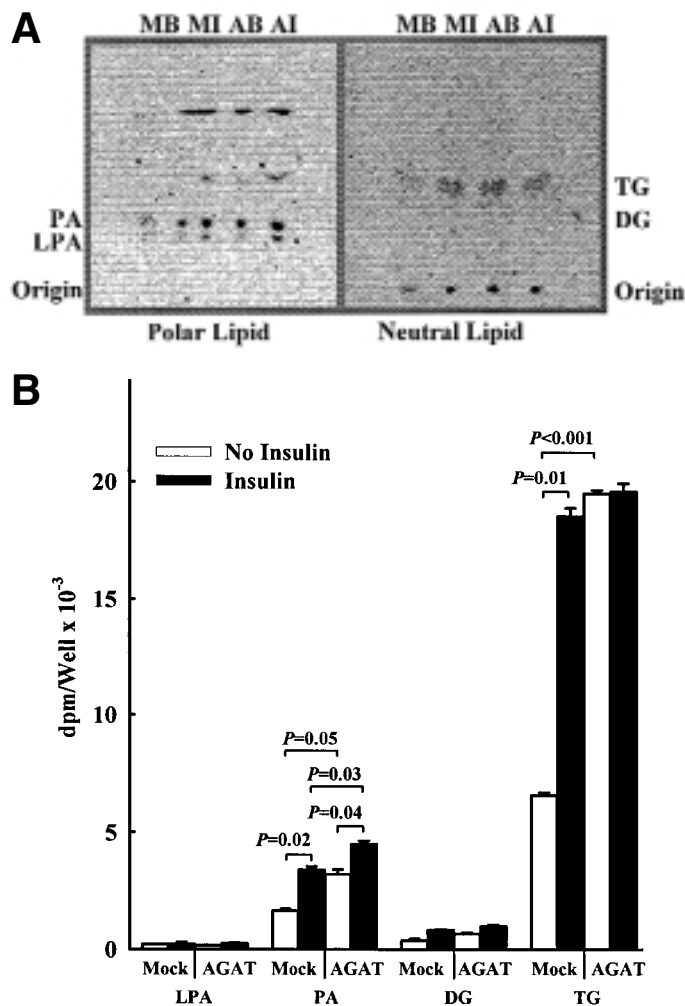 A
MB MI AB AI MB MI AB AI
PA
LPA
Origin
TG
DG
Origin
Polar Lipid Neutral Lipid
B
No Insulin
Insulin
dpm/Well x 10⁻³
20
15
10
5
0
P<0.001
P=0.01
P=0.05
P=0.03
P=0.04
P=0.02
Mock AGAT Mock AGAT Mock AGAT Mock AGAT
LPA PA DG TG